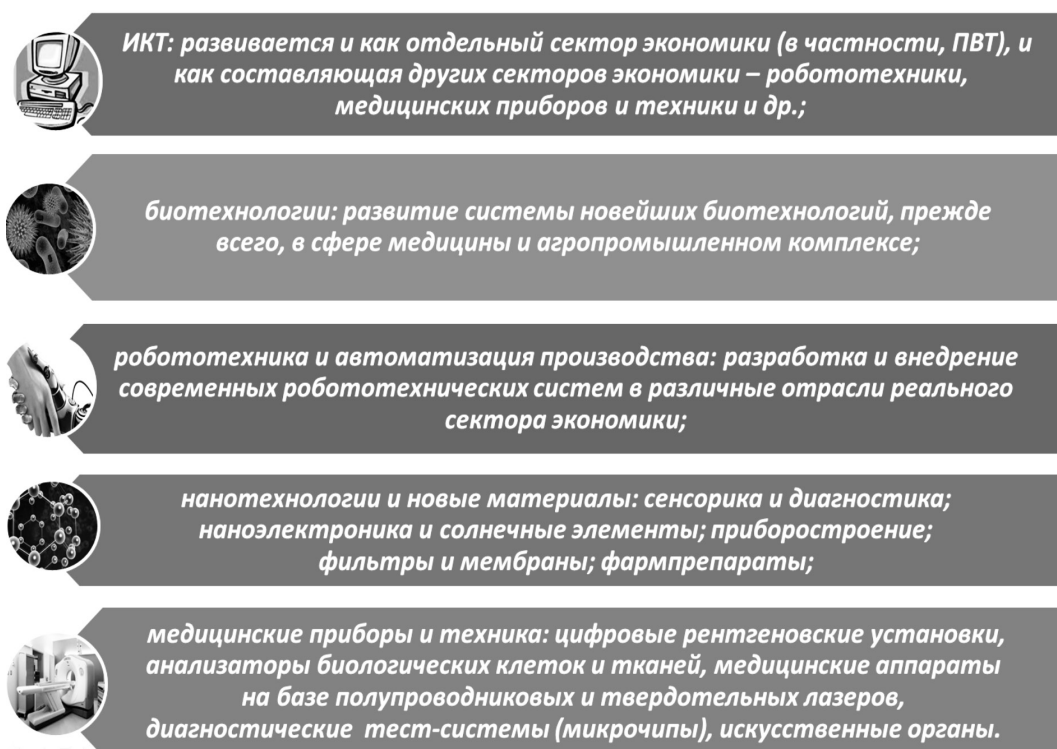 ИКТ: развивается и как отдельный сектор экономики (в частности, ПВТ), и
как составляющая других секторов экономики – робототехники,
медицинских приборов и техники и др.;
биотехнологии: развитие системы новейших биотехнологий, прежде
всего, в сфере медицины и агропромышленном комплексе;
робототехника и автоматизация производства: разработка и внедрение
современных робототехнических систем в различные отрасли реального
сектора экономики;
нанотехнологии и новые материалы: сенсорика и диагностика;
наноэлектроника и солнечные элементы; приборостроение;
фильтры и мембраны; фармпрепараты;
медицинские приборы и техника: цифровые рентгеновские установки,
анализаторы биологических клеток и тканей, медицинские аппараты
на базе полупроводниковых и твердотельных лазеров,
диагностические тест-системы (микрочипы), искусственные органы.